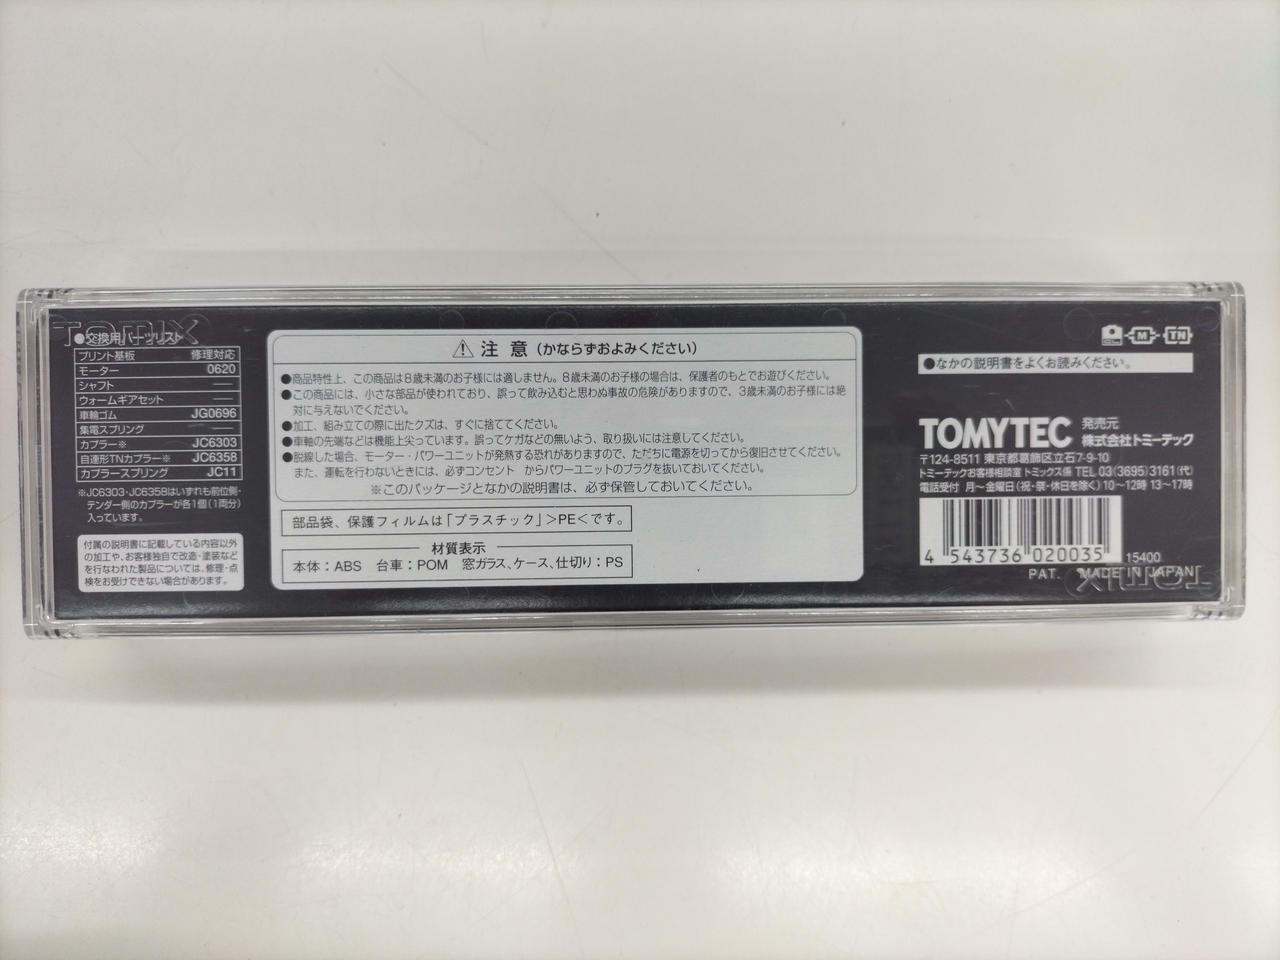 TOMIX
●交換用パーツリスト
プリント基板 修理対応
モーター 0620
シャフト ――
ウォームギアセット ――
車輪ゴム JG0696
集電スプリング ――
カプラー※ JC6303
自連形TNカプラー※ JC6358
カプラースプリング JC11
※JC6303・JC6358はいずれも前位側・
テンダー側のカプラーが各1個(1両分)
入っています。
付属の説明書に記載している内容以外
の加工や、お客様独自で改造・塗装など
を行なわれた製品については、修理・点
検をお受けできない場合があります。
⚠ 注意(かならずおよみください)
●商品特性上、この商品は8歳未満のお子様には適しません。8歳未満のお子様の場合は、保護者のもとでお遊びください。
●この商品には、小さな部品が使われており、誤って飲み込むと思わぬ事故の危険がありますので、3歳未満のお子様には絶
対に与えないでください。
●加工、組み立ての際に出たクズは、すぐに捨ててください。
●車軸の先端などは機能上尖っています。誤ってケガなどの無いよう、取り扱いには注意してください。
●脱線した場合、モーター・パワーユニットが発熱する恐れがありますので、ただちに電源を切ってから復旧させてください。
また、運転を行わないときには、必ずコンセント からパワーユニットのプラグを抜いておいてください。
※このパッケージとなかの説明書は、必ず保管しておいてください。
部品袋、保護フィルムは「プラスチック」>PE<です。
材質表示
本体:ABS 台車:POM 窓ガラス、ケース、仕切り:PS
M TN
●なかの説明書をよくお読みください。
TOMYTEC 発売元 株式会社トミーテック
〒124-8511 東京都葛飾区立石7-9-10
トミーテックお客様相談室 トミックス係 TEL 03(3695)3161(代)
電話受付 月～金曜日(祝・祭・休日を除く)10～12時 13～17時
4 543736 020035 15400
PAT. MADE IN JAPAN
TOMIX